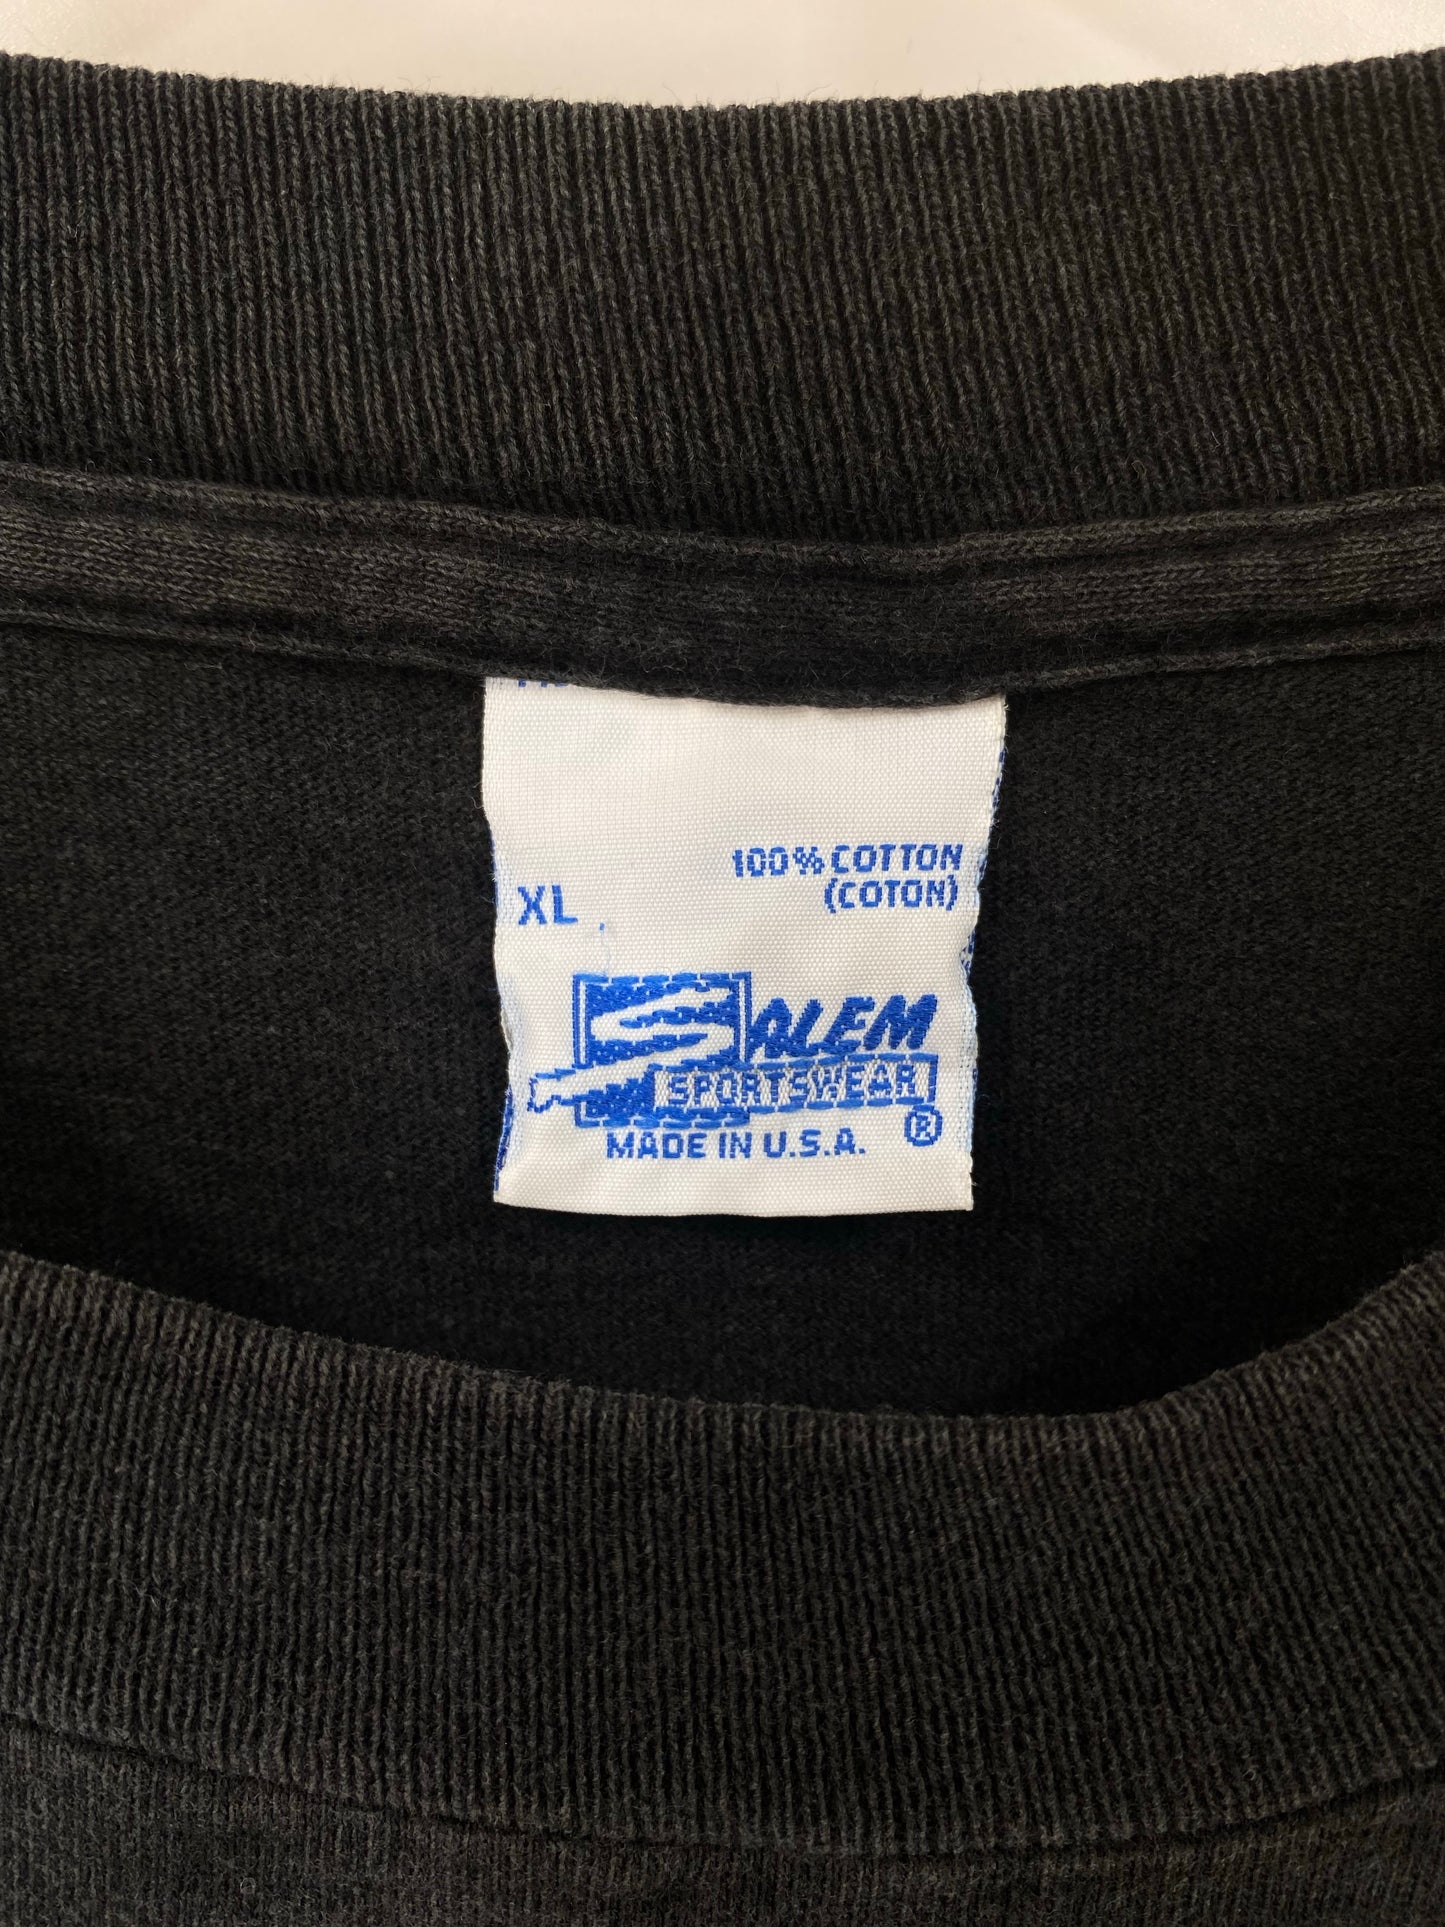 100% COTTON
(COTON)
XL
SALEM
SPORTSWEAR
®
MADE IN U.S.A.